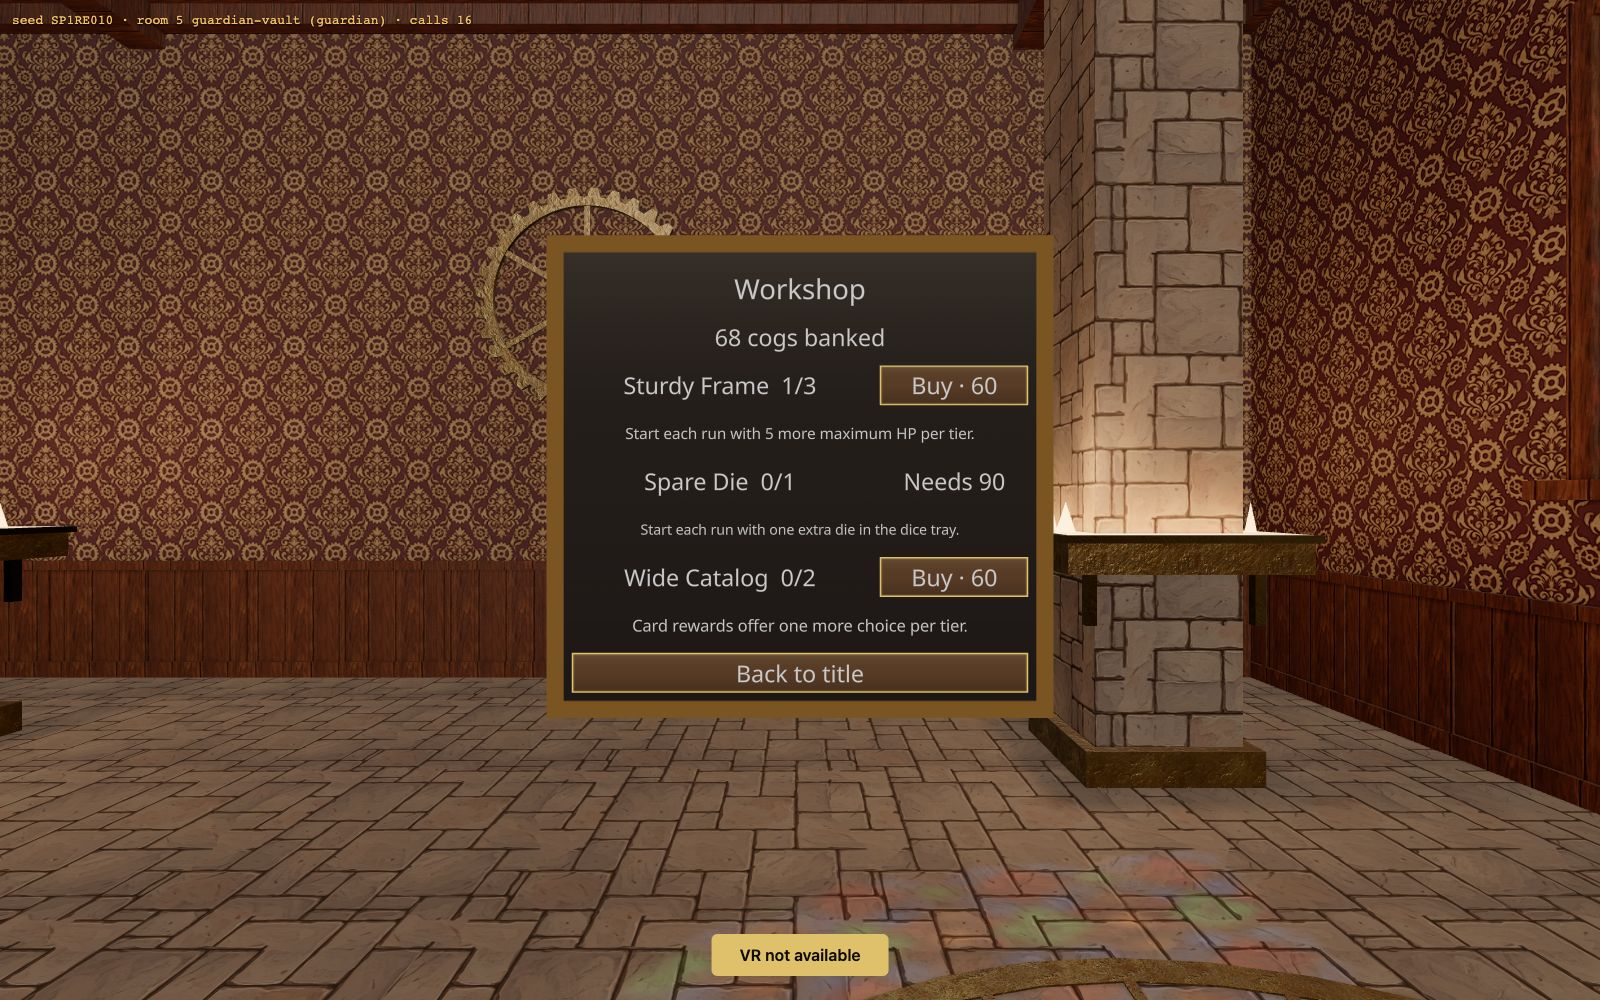 seed SP1RE010 · room 5 guardian-vault (guardian) · calls 16
Workshop
68 cogs banked
Sturdy Frame 1/3 Buy · 60
Start each run with 5 more maximum HP per tier.
Spare Die 0/1 Needs 90
Start each run with one extra die in the dice tray.
Wide Catalog 0/2 Buy · 60
Card rewards offer one more choice per tier.
Back to title
VR not available